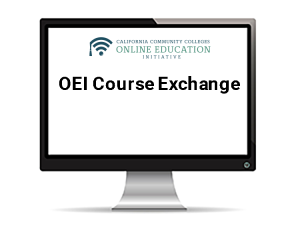 CALIFORNIA COMMUNITY COLLEGES
ONLINE EDUCATION
INITIATIVE
OEI Course Exchange